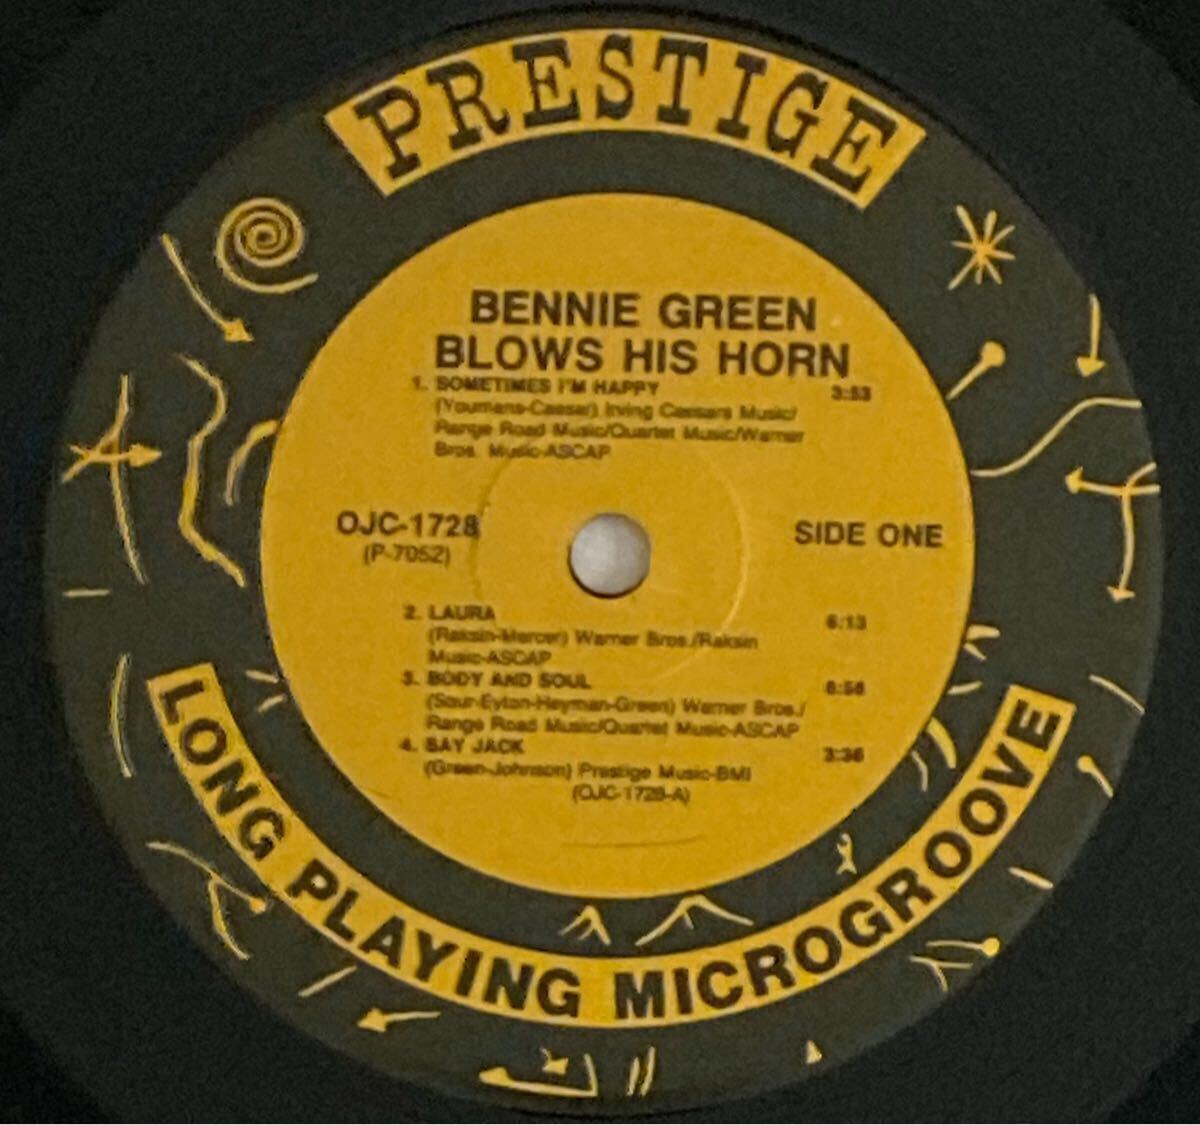 PRESTIGE
BENNIE GREEN
BLOWS HIS HORN
1. SOMETIMES I'M HAPPY 3:53
(Youmans-Caesar) Irving Caesars Music/
Range Road Music/Quartet Music/Warner
Bros. Music-ASCAP
OJC-1728 SIDE ONE
(P-7052)
2. LAURA 6:13
(Raksin-Mercer) Warner Bros./Raksin
Music-ASCAP
3. BODY AND SOUL 6:58
(Sour-Eyton-Heyman-Green) Warner Bros./
Range Road Music/Quartet Music-ASCAP
4. SAY JACK 3:36
(Green-Johnson) Prestige Music-BMI
(OJC-1728-A)
LONG PLAYING MICROGROOVE